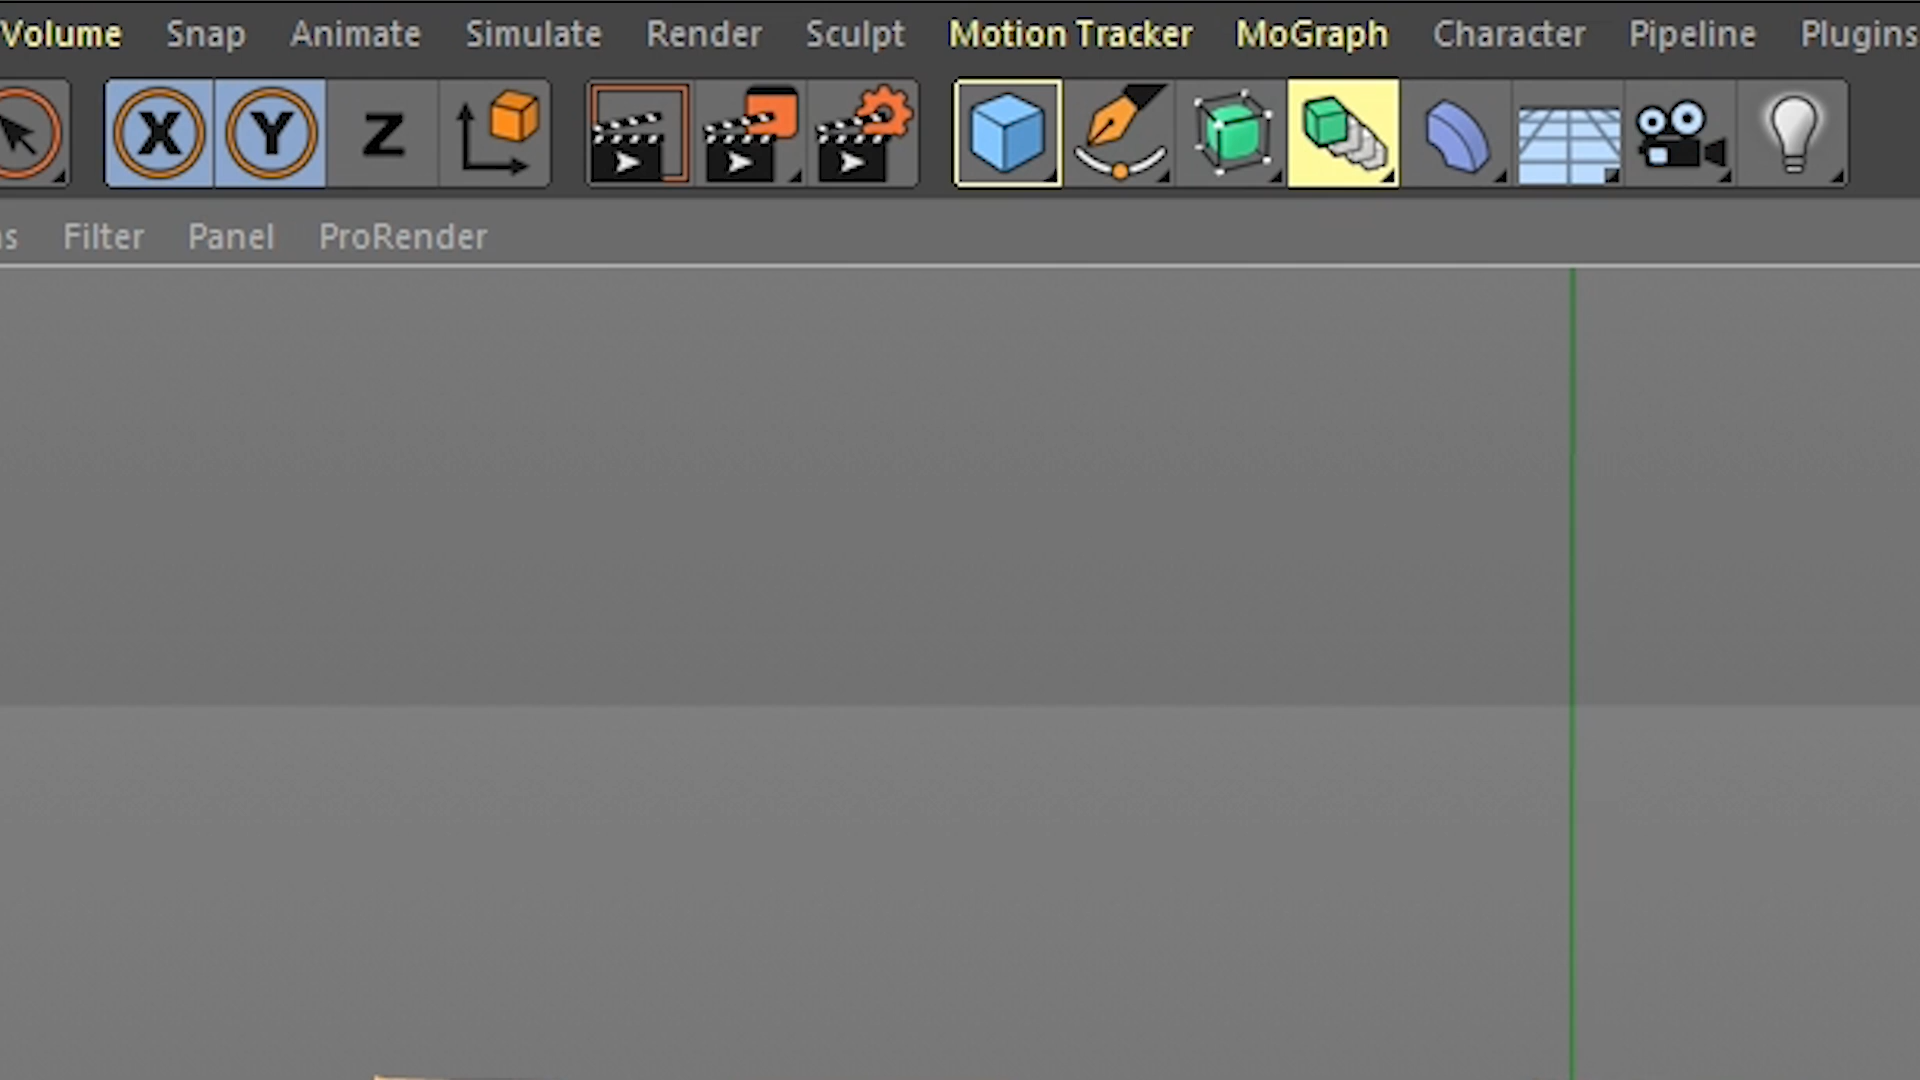 Volume Snap Animate Simulate Render Sculpt Motion Tracker MoGraph Character Pipeline Plugins
X Y Z
Filter Panel ProRender